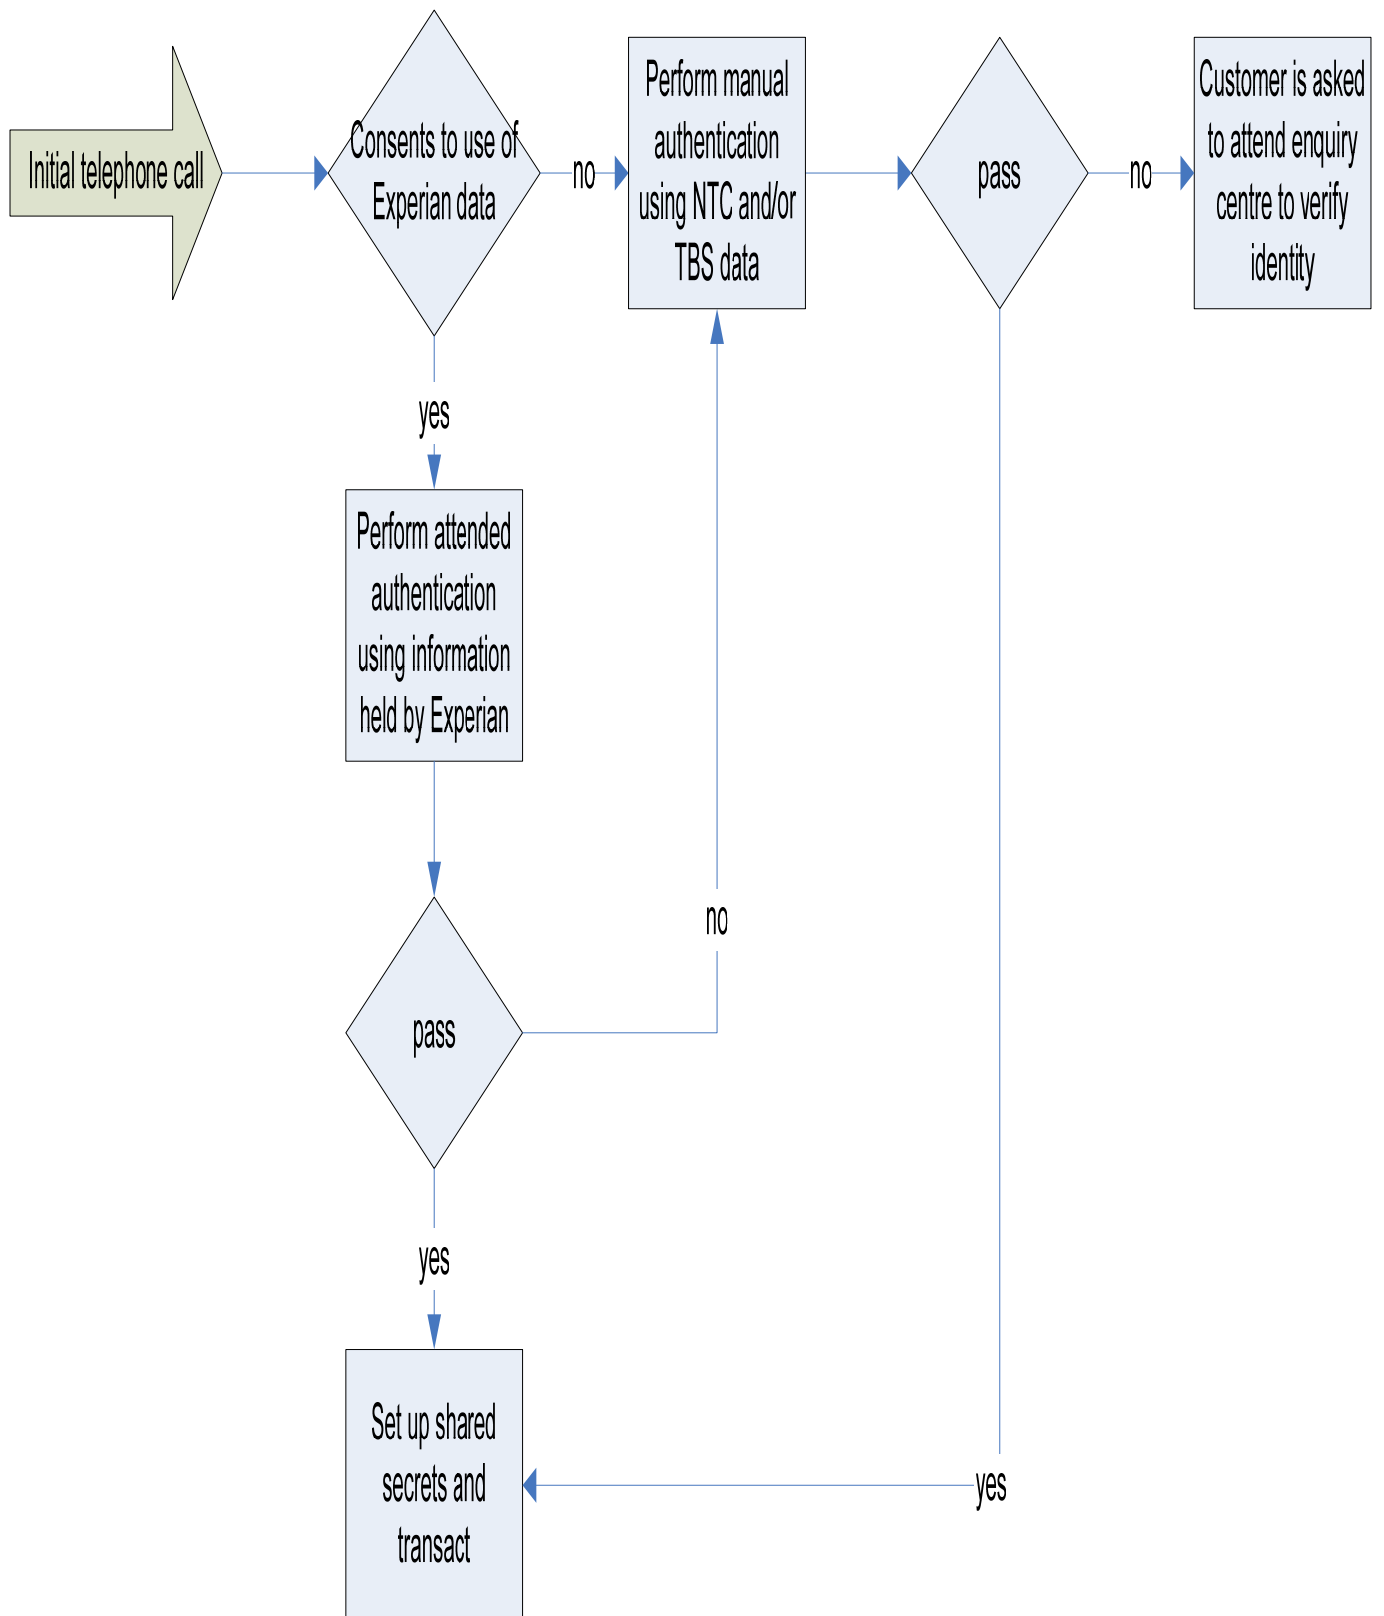 Initial telephone call
Consents to use of
Experian data
no
Perform manual
authentication
using NTC and/or
TBS data
pass
no
Customer is asked
to attend enquiry
centre to verify
identity
yes
Perform attended
authentication
using information
held by Experian
no
pass
yes
Set up shared
secrets and
transact
yes